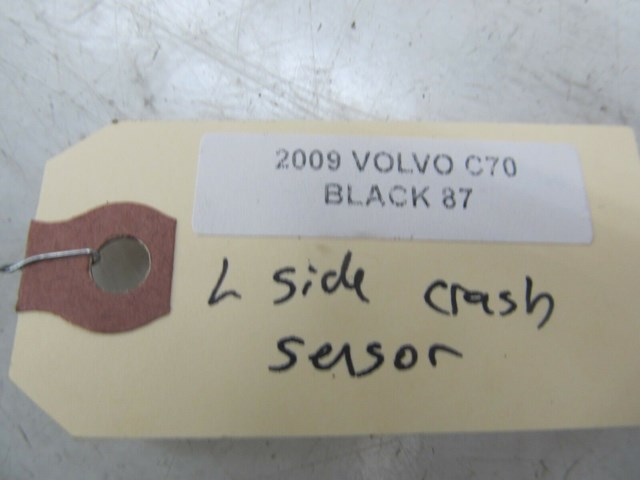 2009 VOLVO C70
BLACK 87
L side crash
sensor